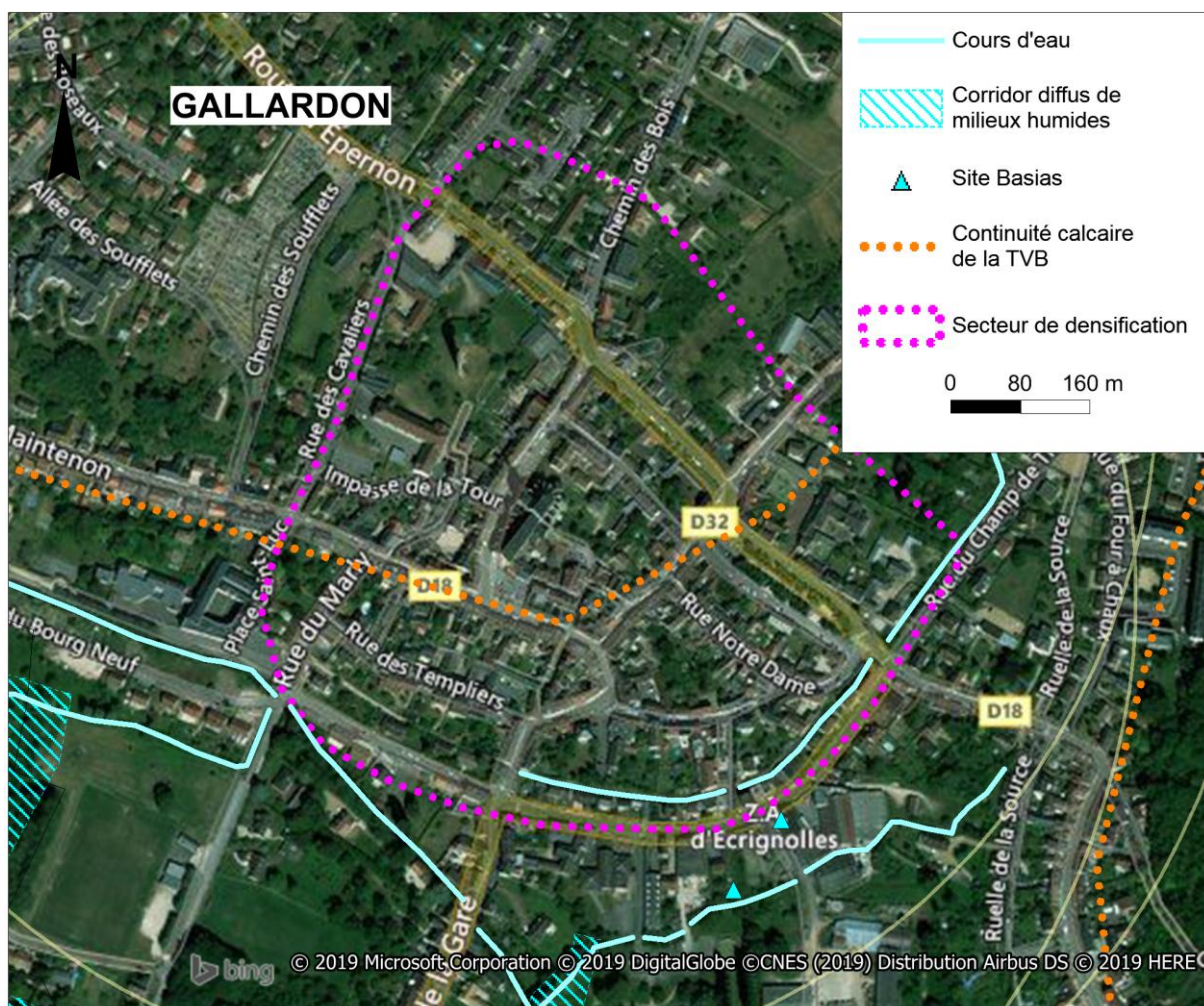 GALLARDON
N
Cours d'eau
Corridor diffus de
milieux humides
Site Basias
Continuité calcaire
de la TVB
Secteur de densification
0 80 160 m
Allée des Soufflets
Chemin des Soufflets
Epernon
Chemin des Bois
Rue des Cavaliers
Maintenon
Impasse de la Tour
D32
D18
Place Saint-Luc
Rue du Marty
du Bourg Neuf
Rue des Templiers
Rue Notre Dame
Rue du Champ de
Ruelle de la Source
Rue du Four à Chaux
D18
Z.A
d'Ecrignolles
Ruelle de la Source
la Gare
bing
© 2019 Microsoft Corporation © 2019 DigitalGlobe ©CNES (2019) Distribution Airbus DS © 2019 HERE